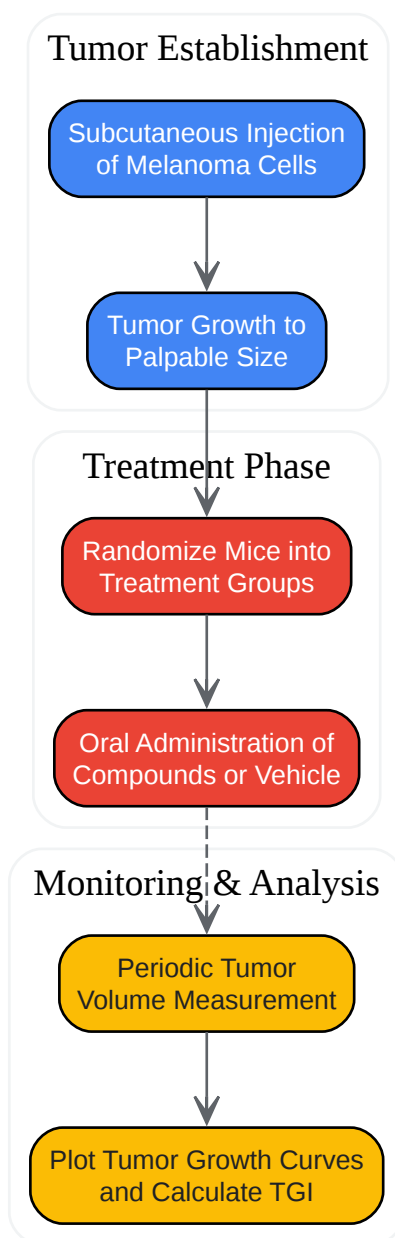 Tumor Establishment
Subcutaneous Injection
of Melanoma Cells
Tumor Growth to
Palpable Size
Treatment Phase
Randomize Mice into
Treatment Groups
Oral Administration of
Compounds or Vehicle
Monitoring & Analysis
Periodic Tumor
Volume Measurement
Plot Tumor Growth Curves
and Calculate TGI